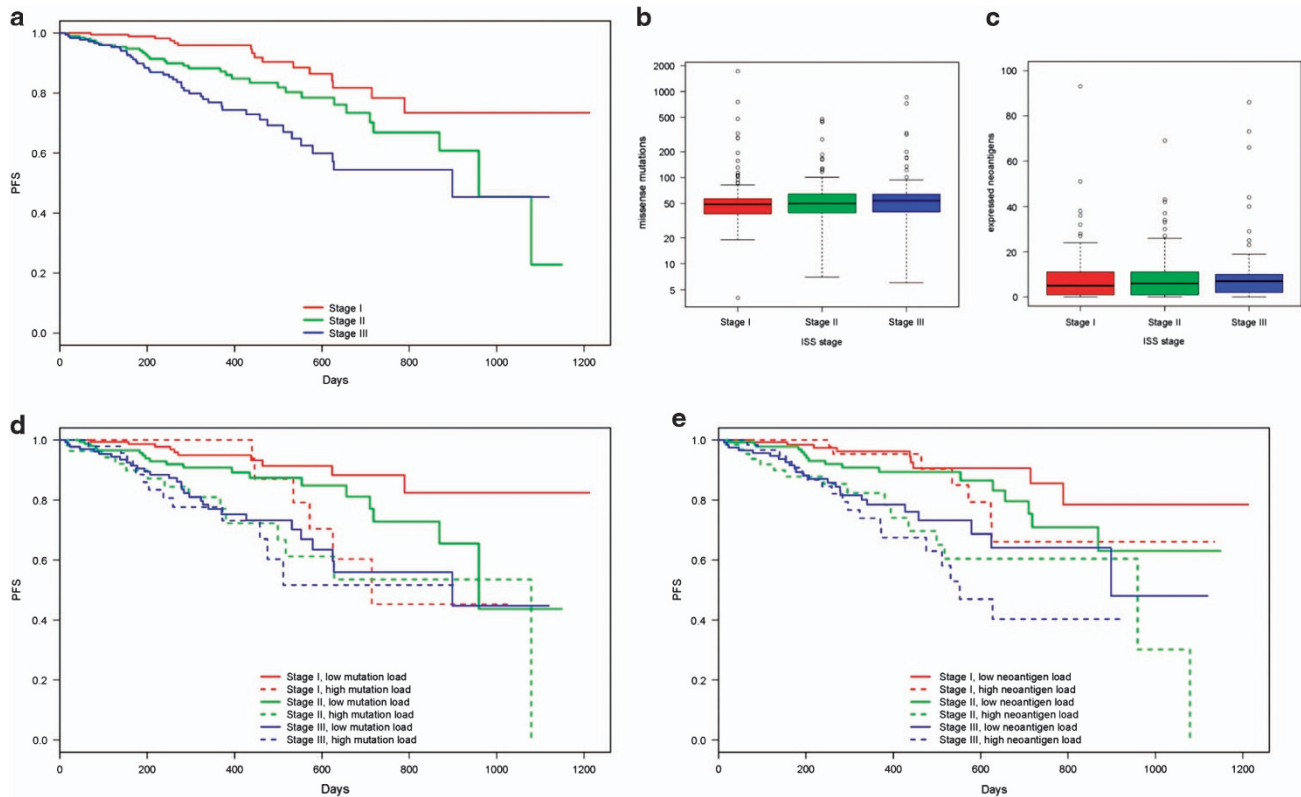 a
1.0
0.8
0.6
0.4
0.2
0.0
PFS
Stage I
Stage II
Stage III
0 200 400 600 800 1000 1200
Days
b
2000
500
200
100
50
20
10
5
missense mutations
Stage I Stage II Stage III
ISS stage
c
100
80
60
40
20
0
expressed neoantigens
Stage I Stage II Stage III
ISS stage
d
1.0
0.8
0.6
0.4
0.2
0.0
PFS
Stage I, low mutation load
Stage I, high mutation load
Stage II, low mutation load
Stage II, high mutation load
Stage III, low mutation load
Stage III, high mutation load
0 200 400 600 800 1000 1200
Days
e
1.0
0.8
0.6
0.4
0.2
0.0
PFS
Stage I, low neoantigen load
Stage I, high neoantigen load
Stage II, low neoantigen load
Stage II, high neoantigen load
Stage III, low neoantigen load
Stage III, high neoantigen load
0 200 400 600 800 1000 1200
Days